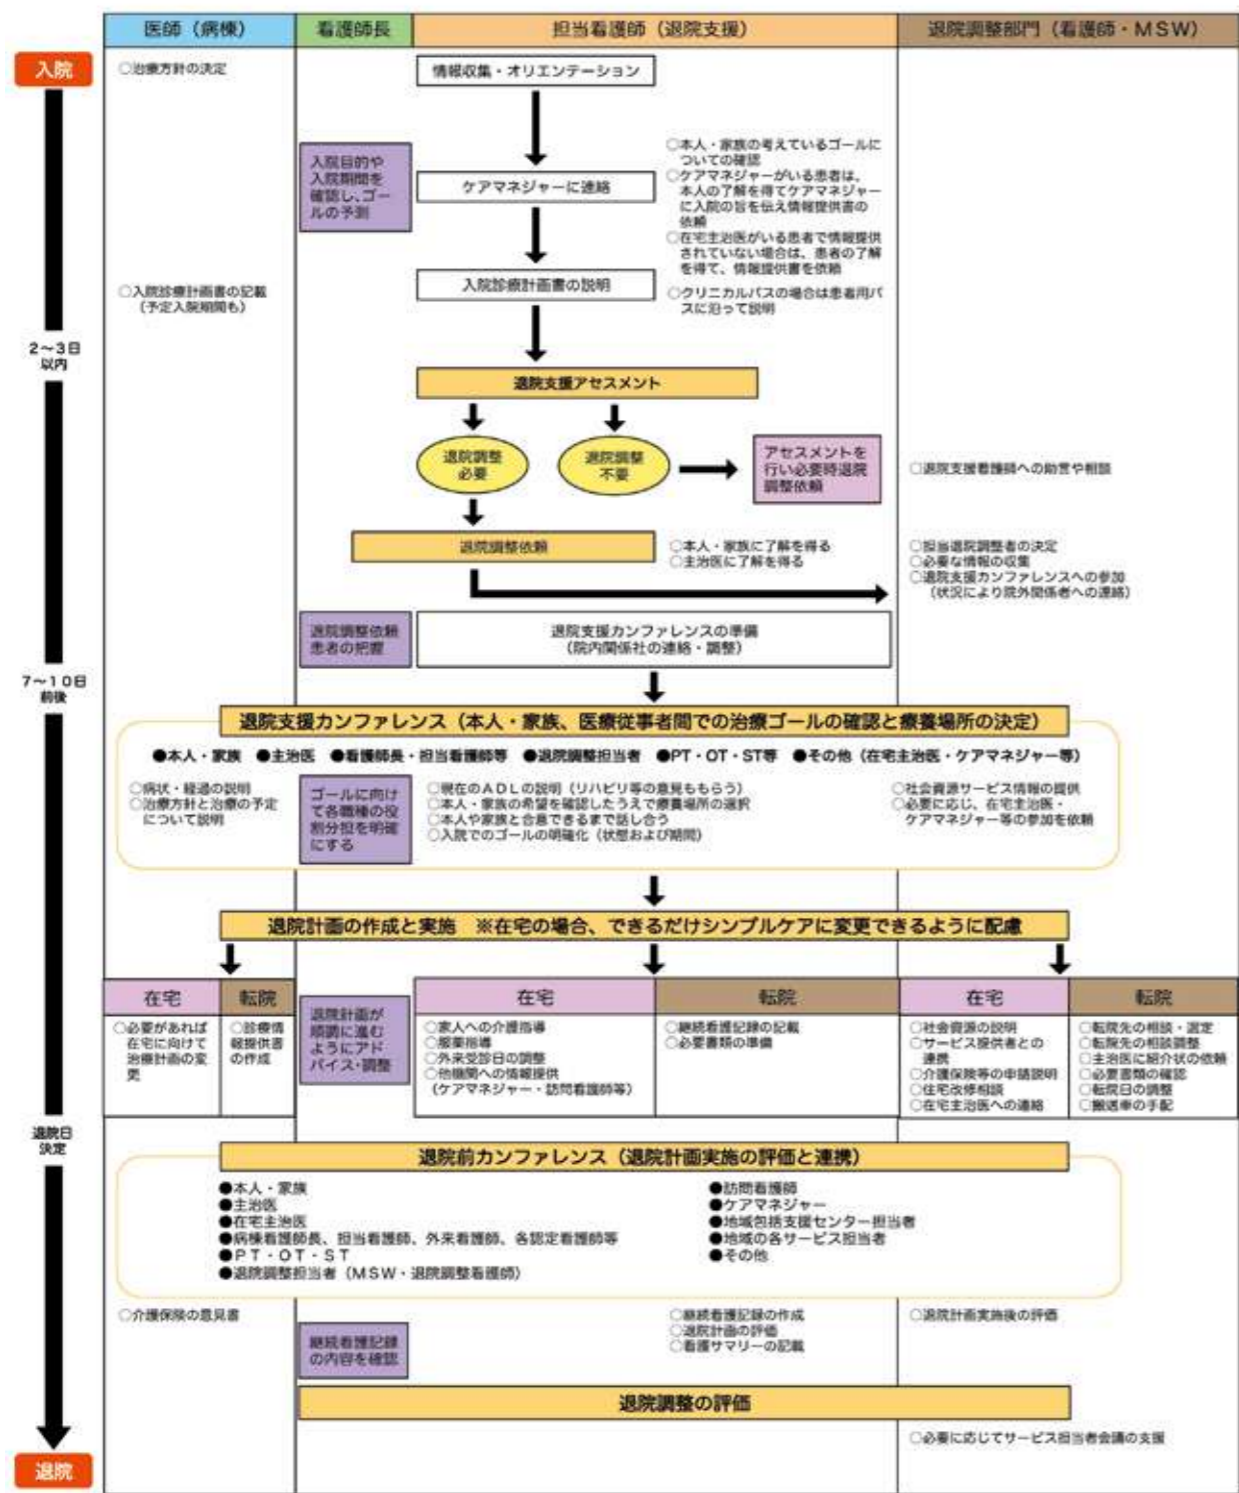 医師（病棟）
看護師長
担当看護師（退院支援）
退院調整部門（看護師・MSW）
入院
○治療方針の決定
情報収集・オリエンテーション
入院目的や
入院期間を
確認し、ゴー
ルの予測
ケアマネジャーに連絡
○本人・家族の考えているゴールに
ついての確認
○ケアマネジャーがいる患者は、
本人の了解を得てケアマネジャー
に入院の旨を伝え情報提供書の
依頼
○在宅主治医がいる患者で情報提供
されていない場合は、患者の了解
を得て、情報提供書を依頼
○入院診療計画書の記載
（予定入院期間も）
入院診療計画書の説明
○クリニカルパスの場合は患者用パ
スに沿って説明
2～3日
以内
退院支援アセスメント
退院調整
必要
退院調整
不要
アセスメントを
行い必要時退院
調整依頼
○退院支援看護師への助言や相談
退院調整依頼
○本人・家族に了解を得る
○主治医に了解を得る
○担当退院調整者の決定
○必要な情報の収集
○退院支援カンファレンスへの参加
（状況により院外関係者への連絡）
退院調整依頼
患者の把握
退院支援カンファレンスの準備
（院内関係社の連絡・調整）
7～10日
前後
退院支援カンファレンス（本人・家族、医療従事者間での治療ゴールの確認と療養場所の決定）
●本人・家族 ●主治医 ●看護師長・担当看護師等 ●退院調整担当者 ●PT・OT・ST等 ●その他（在宅主治医・ケアマネジャー等）
○病状・経過の説明
○治療方針と治療の予定
について説明
ゴールに向け
て各職種の役
割分担を明確
にする
○現在のADLの説明（リハビリ等の意見ももらう）
○本人・家族の希望を確認したうえで療養場所の選択
○本人や家族と合意できるまで話し合う
○入院でのゴールの明確化（状態および期間）
○社会資源サービス情報の提供
○必要に応じ、在宅主治医・
ケアマネジャー等の参加を依頼
退院計画の作成と実施　※在宅の場合、できるだけシンプルケアに変更できるように配慮
在宅
転院
○必要があれば
在宅に向けて
治療計画の変
更
○診療情
報提供書
の作成
退院計画が
順調に進む
ようにアド
バイス・調整
在宅
転院
○家人への介護指導
○服薬指導
○外来受診日の調整
○他機関への情報提供
（ケアマネジャー・訪問看護師等）
○継続看護記録の記載
○必要書類の準備
在宅
転院
○社会資源の説明
○サービス提供者との
連携
○介護保険等の申請説明
○住宅改修相談
○在宅主治医への連絡
○転院先の相談・選定
○転院先の相談調整
○主治医に紹介状の依頼
○必要書類の確認
○転院日の調整
○搬送車の手配
退院日
決定
退院前カンファレンス（退院計画実施の評価と連携）
●本人・家族
●主治医
●在宅主治医
●病棟看護師長、担当看護師、外来看護師、各認定看護師等
●PT・OT・ST
●退院調整担当者（MSW・退院調整看護師）
●訪問看護師
●ケアマネジャー
●地域包括支援センター担当者
●地域の各サービス担当者
●その他
○介護保険の意見書
継続看護記録
の内容を確認
○継続看護記録の作成
○退院計画の評価
○看護サマリーの記載
○退院計画実施後の評価
退院調整の評価
○必要に応じてサービス担当者会議の支援
退院